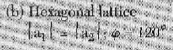 (b) Hexagonal lattice
|a₁| = |a₂|, φ = 120°